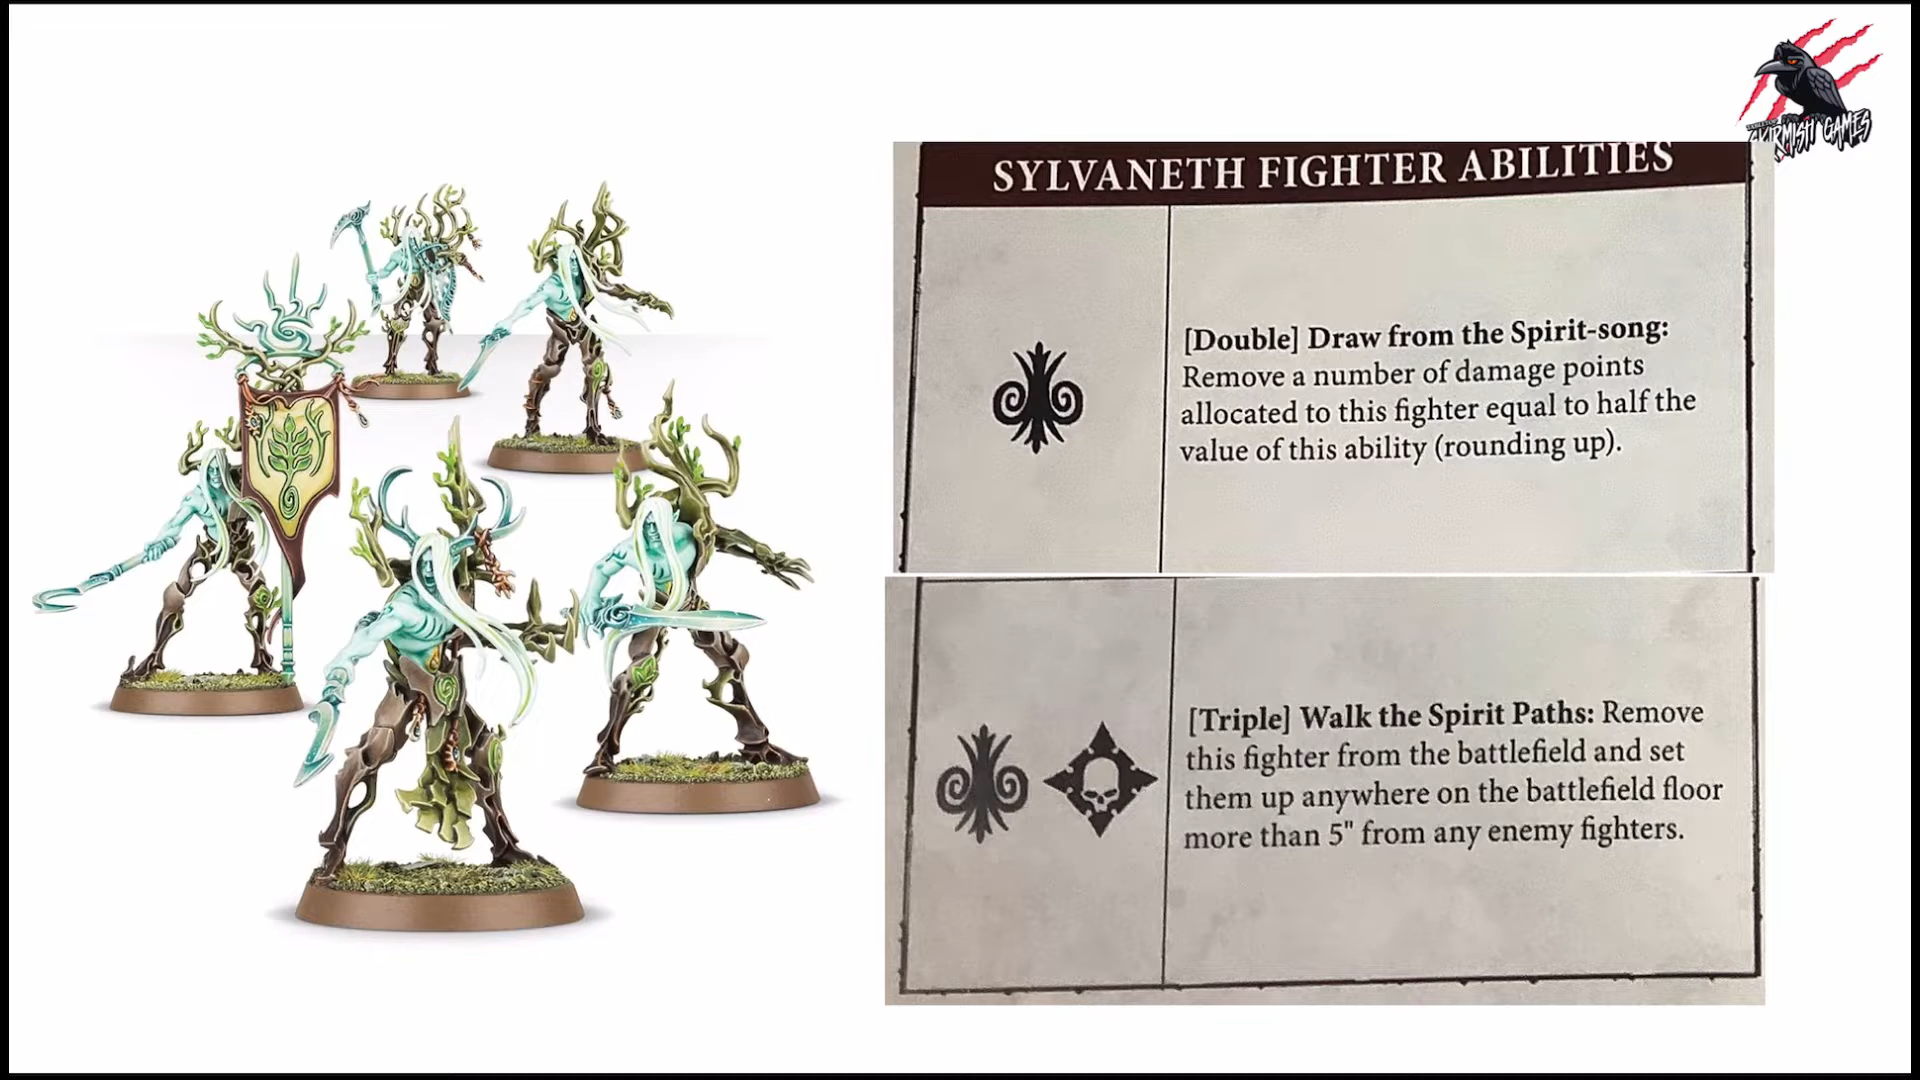 SKIRMISH GAMES
SYLVANETH FIGHTER ABILITIES
[Double] Draw from the Spirit-song:
Remove a number of damage points
allocated to this fighter equal to half the
value of this ability (rounding up).
[Triple] Walk the Spirit Paths: Remove
this fighter from the battlefield and set
them up anywhere on the battlefield floor
more than 5" from any enemy fighters.